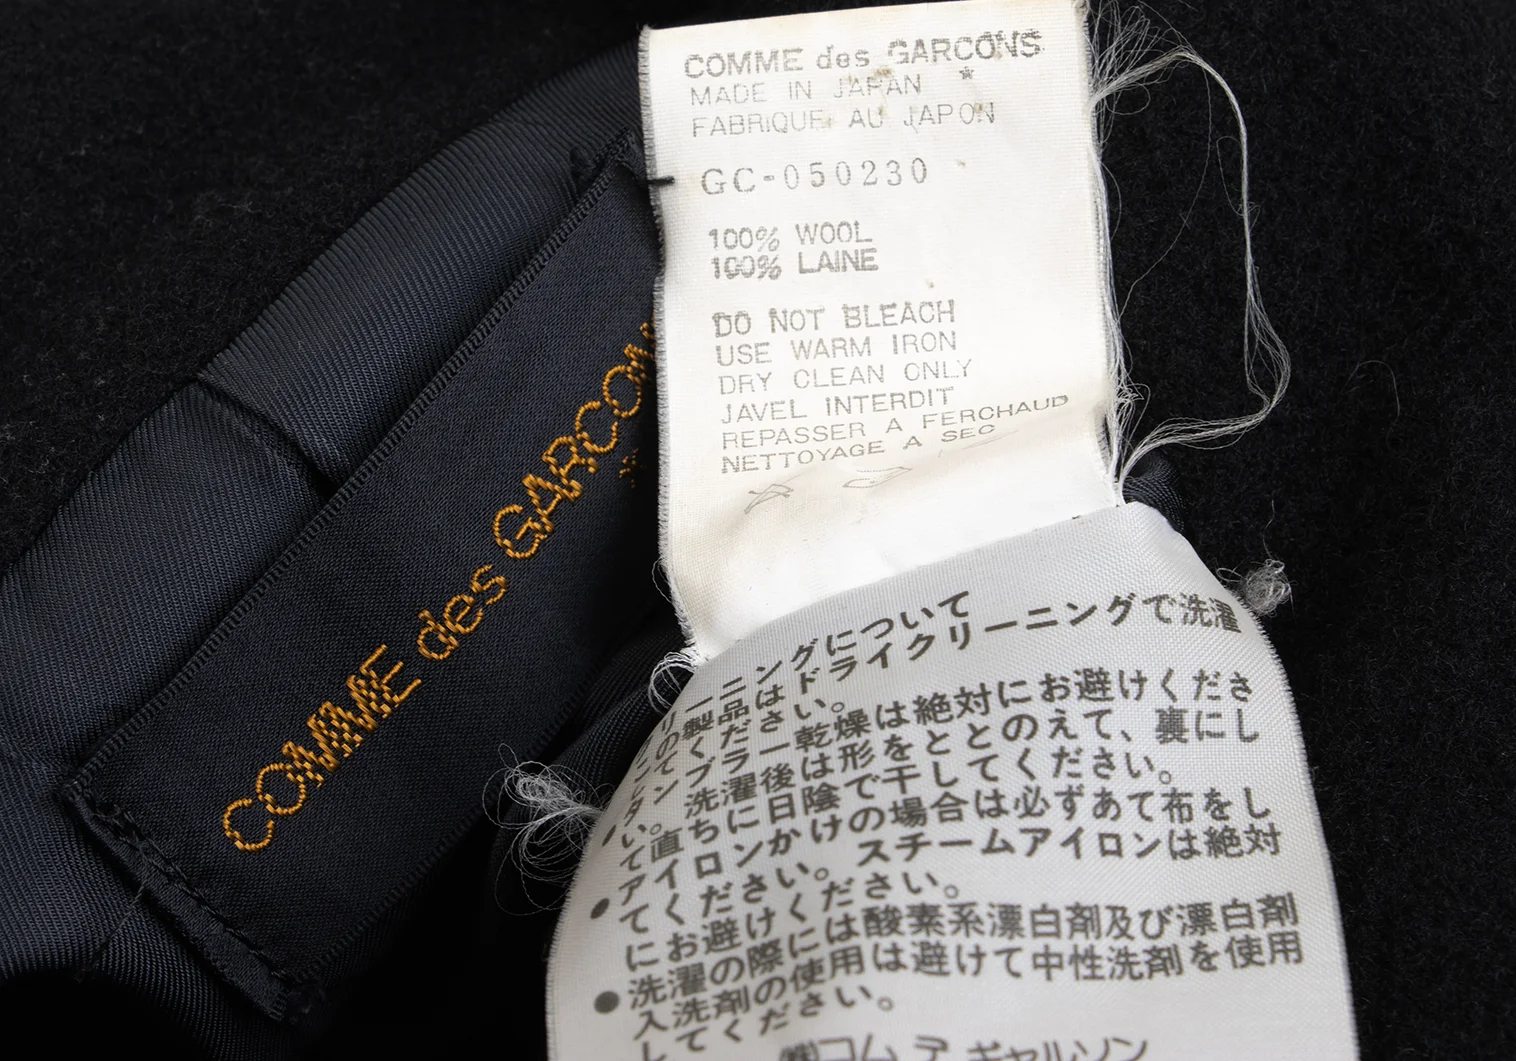 COMME des GARCONS
COMME des GARCONS
*
MADE IN JAPAN
FABRIQUE AU JAPON
GC-050230
100% WOOL
100% LAINE
DO NOT BLEACH
USE WARM IRON
DRY CLEAN ONLY
JAVEL INTERDIT
REPASSER A FERCHAUD
NETTOYAGE A SEC
ーニングについて
製品はドライクリーニングで洗濯
てください。
ブラー乾燥は絶対にお避けくださ
い。洗濯後は形をととのえて、裏にし
て直ちに日陰で干してください。
●アイロンかけの場合は必ずあて布をし
てください。スチームアイロンは絶対
にお避けください。
●洗濯の際には酸素系漂白剤及び漂白剤
入洗剤の使用は避けて中性洗剤を使用
してください。
㈱コム デ ギャルソン